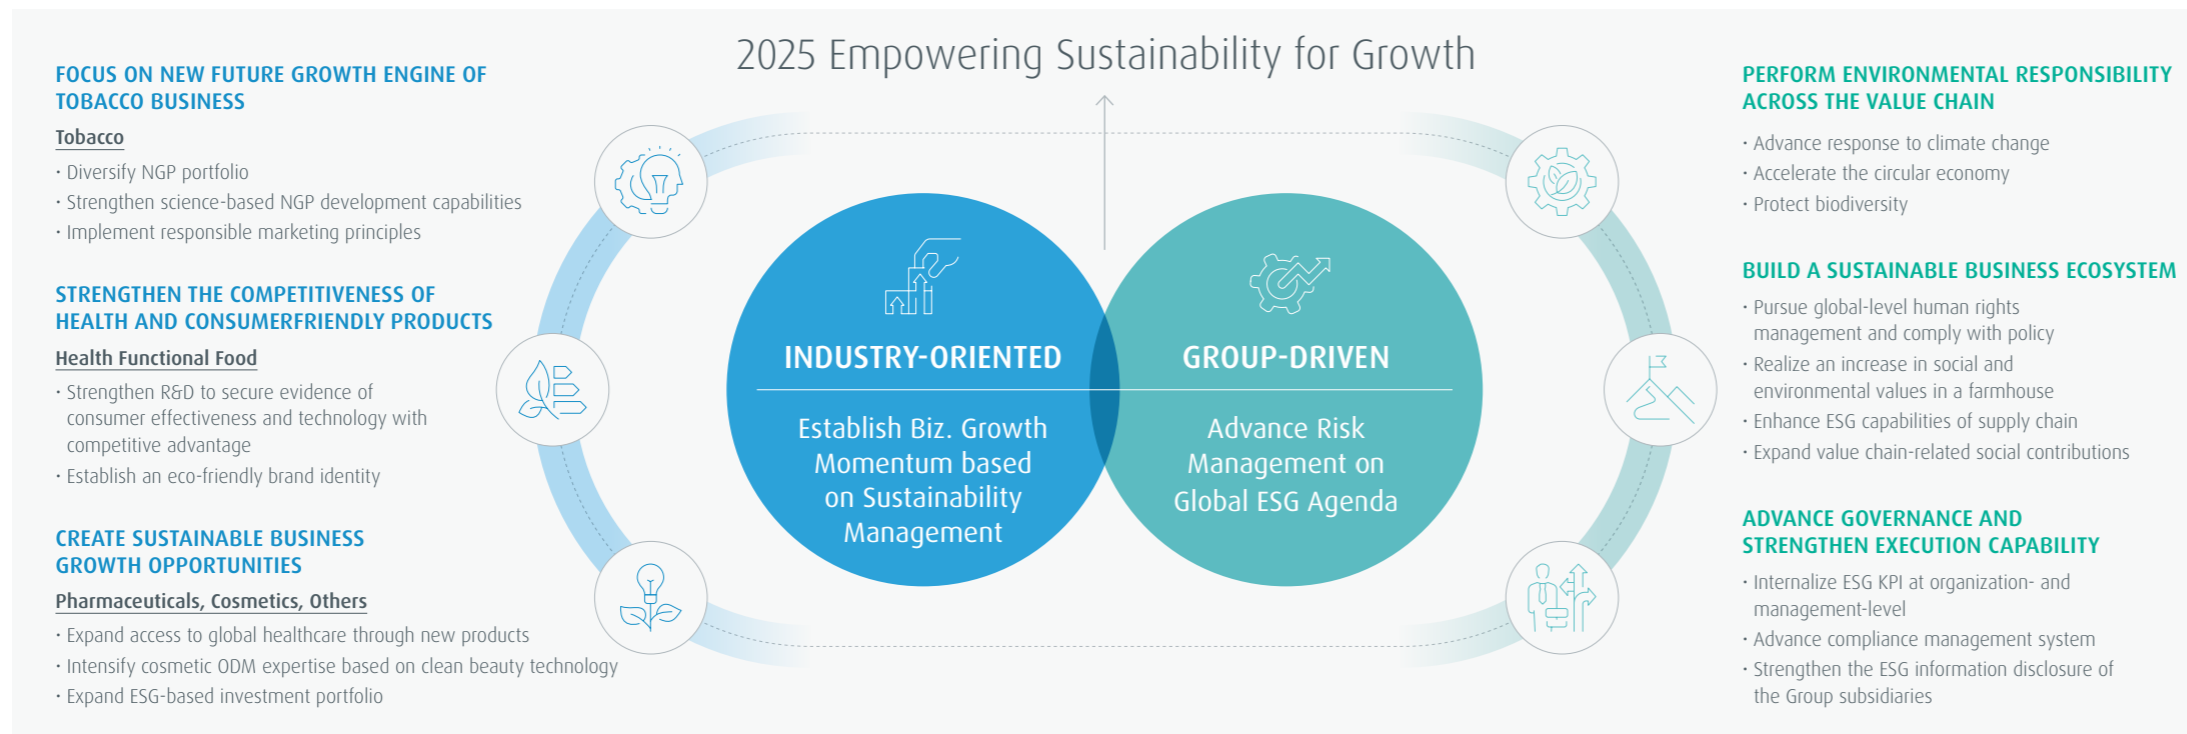 2025 Empowering Sustainability for Growth
FOCUS ON NEW FUTURE GROWTH ENGINE OF
TOBACCO BUSINESS
Tobacco
· Diversify NGP portfolio
· Strengthen science-based NGP development capabilities
· Implement responsible marketing principles
STRENGTHEN THE COMPETITIVENESS OF
HEALTH AND CONSUMERFRIENDLY PRODUCTS
Health Functional Food
· Strengthen R&D to secure evidence of
consumer effectiveness and technology with
competitive advantage
· Establish an eco-friendly brand identity
CREATE SUSTAINABLE BUSINESS
GROWTH OPPORTUNITIES
Pharmaceuticals, Cosmetics, Others
· Expand access to global healthcare through new products
· Intensify cosmetic ODM expertise based on clean beauty technology
· Expand ESG-based investment portfolio
INDUSTRY-ORIENTED
Establish Biz. Growth
Momentum based
on Sustainability
Management
GROUP-DRIVEN
Advance Risk
Management on
Global ESG Agenda
PERFORM ENVIRONMENTAL RESPONSIBILITY
ACROSS THE VALUE CHAIN
· Advance response to climate change
· Accelerate the circular economy
· Protect biodiversity
BUILD A SUSTAINABLE BUSINESS ECOSYSTEM
· Pursue global-level human rights
management and comply with policy
· Realize an increase in social and
environmental values in a farmhouse
· Enhance ESG capabilities of supply chain
· Expand value chain-related social contributions
ADVANCE GOVERNANCE AND
STRENGTHEN EXECUTION CAPABILITY
· Internalize ESG KPI at organization- and
management-level
· Advance compliance management system
· Strengthen the ESG information disclosure of
the Group subsidiaries